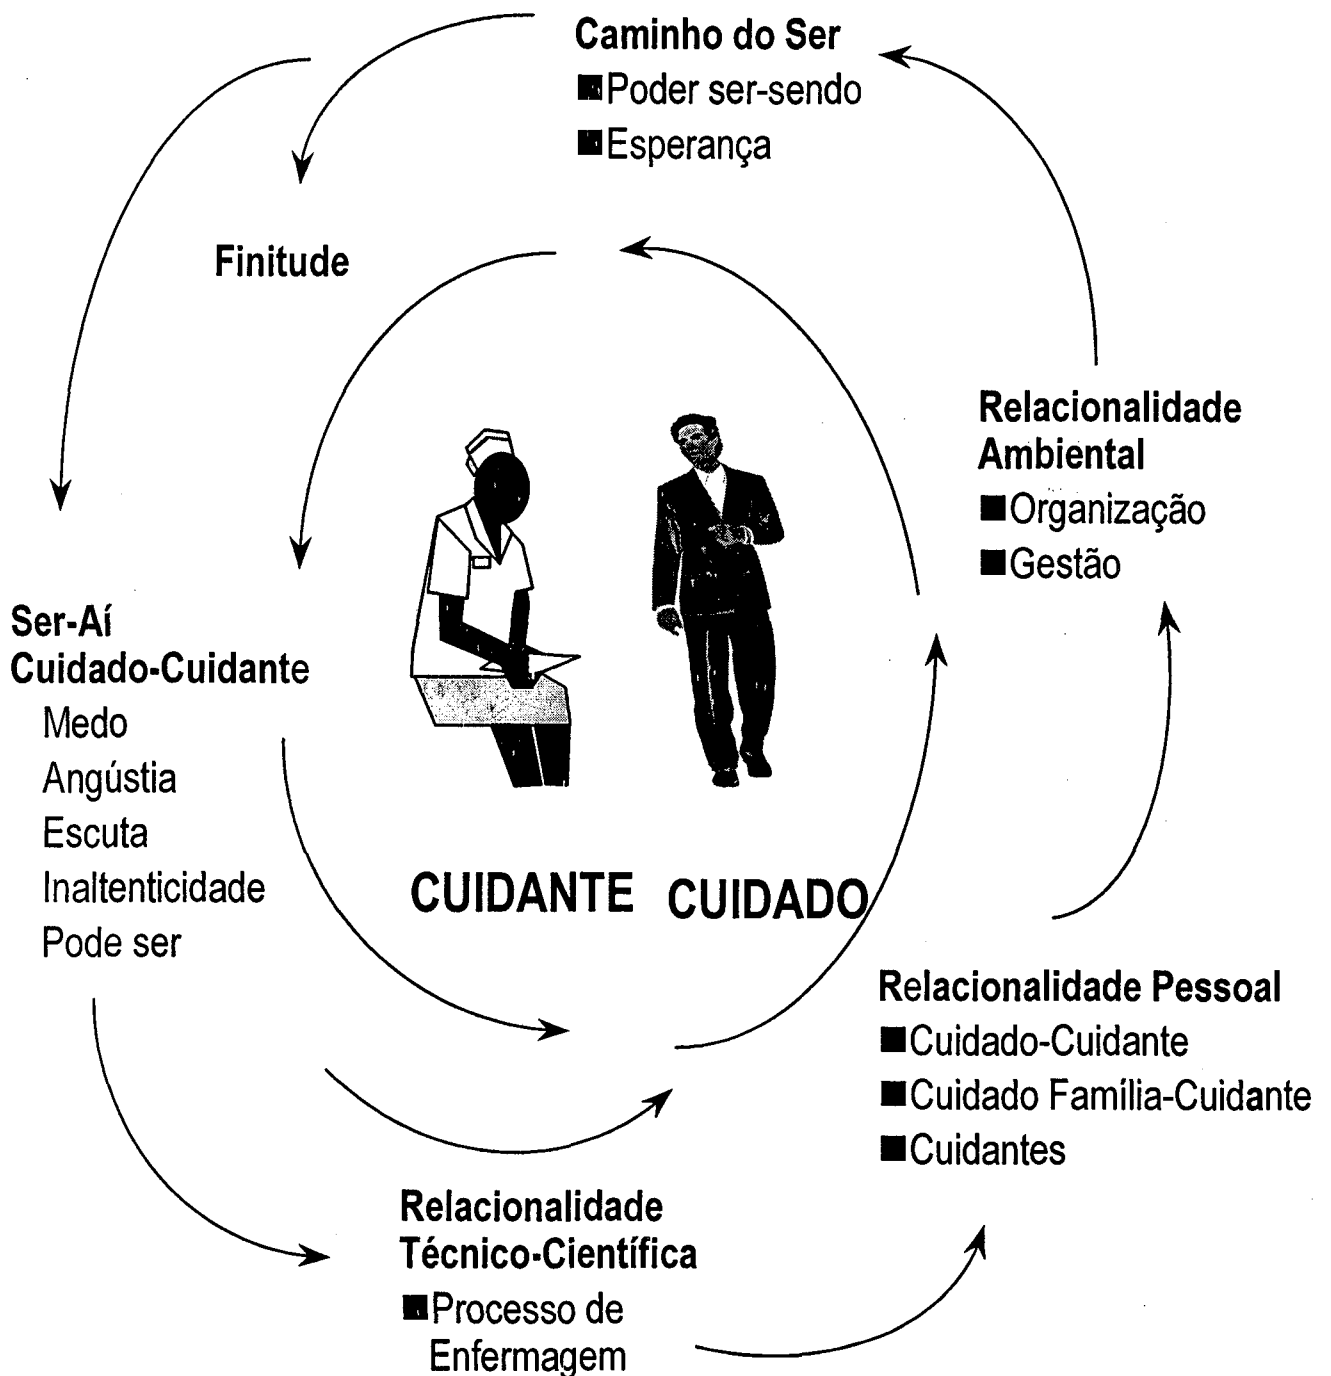 Caminho do Ser
■Poder ser-sendo
■Esperança
Finitude
Relacionalidade
Ambiental
■Organização
■Gestão
Ser-Aí
Cuidado-Cuidante
Medo
Angústia
Escuta
Inaltenticidade
Pode ser
CUIDANTE CUIDADO
Relacionalidade Pessoal
■Cuidado-Cuidante
■Cuidado Família-Cuidante
■Cuidantes
Relacionalidade
Técnico-Científica
■Processo de
Enfermagem